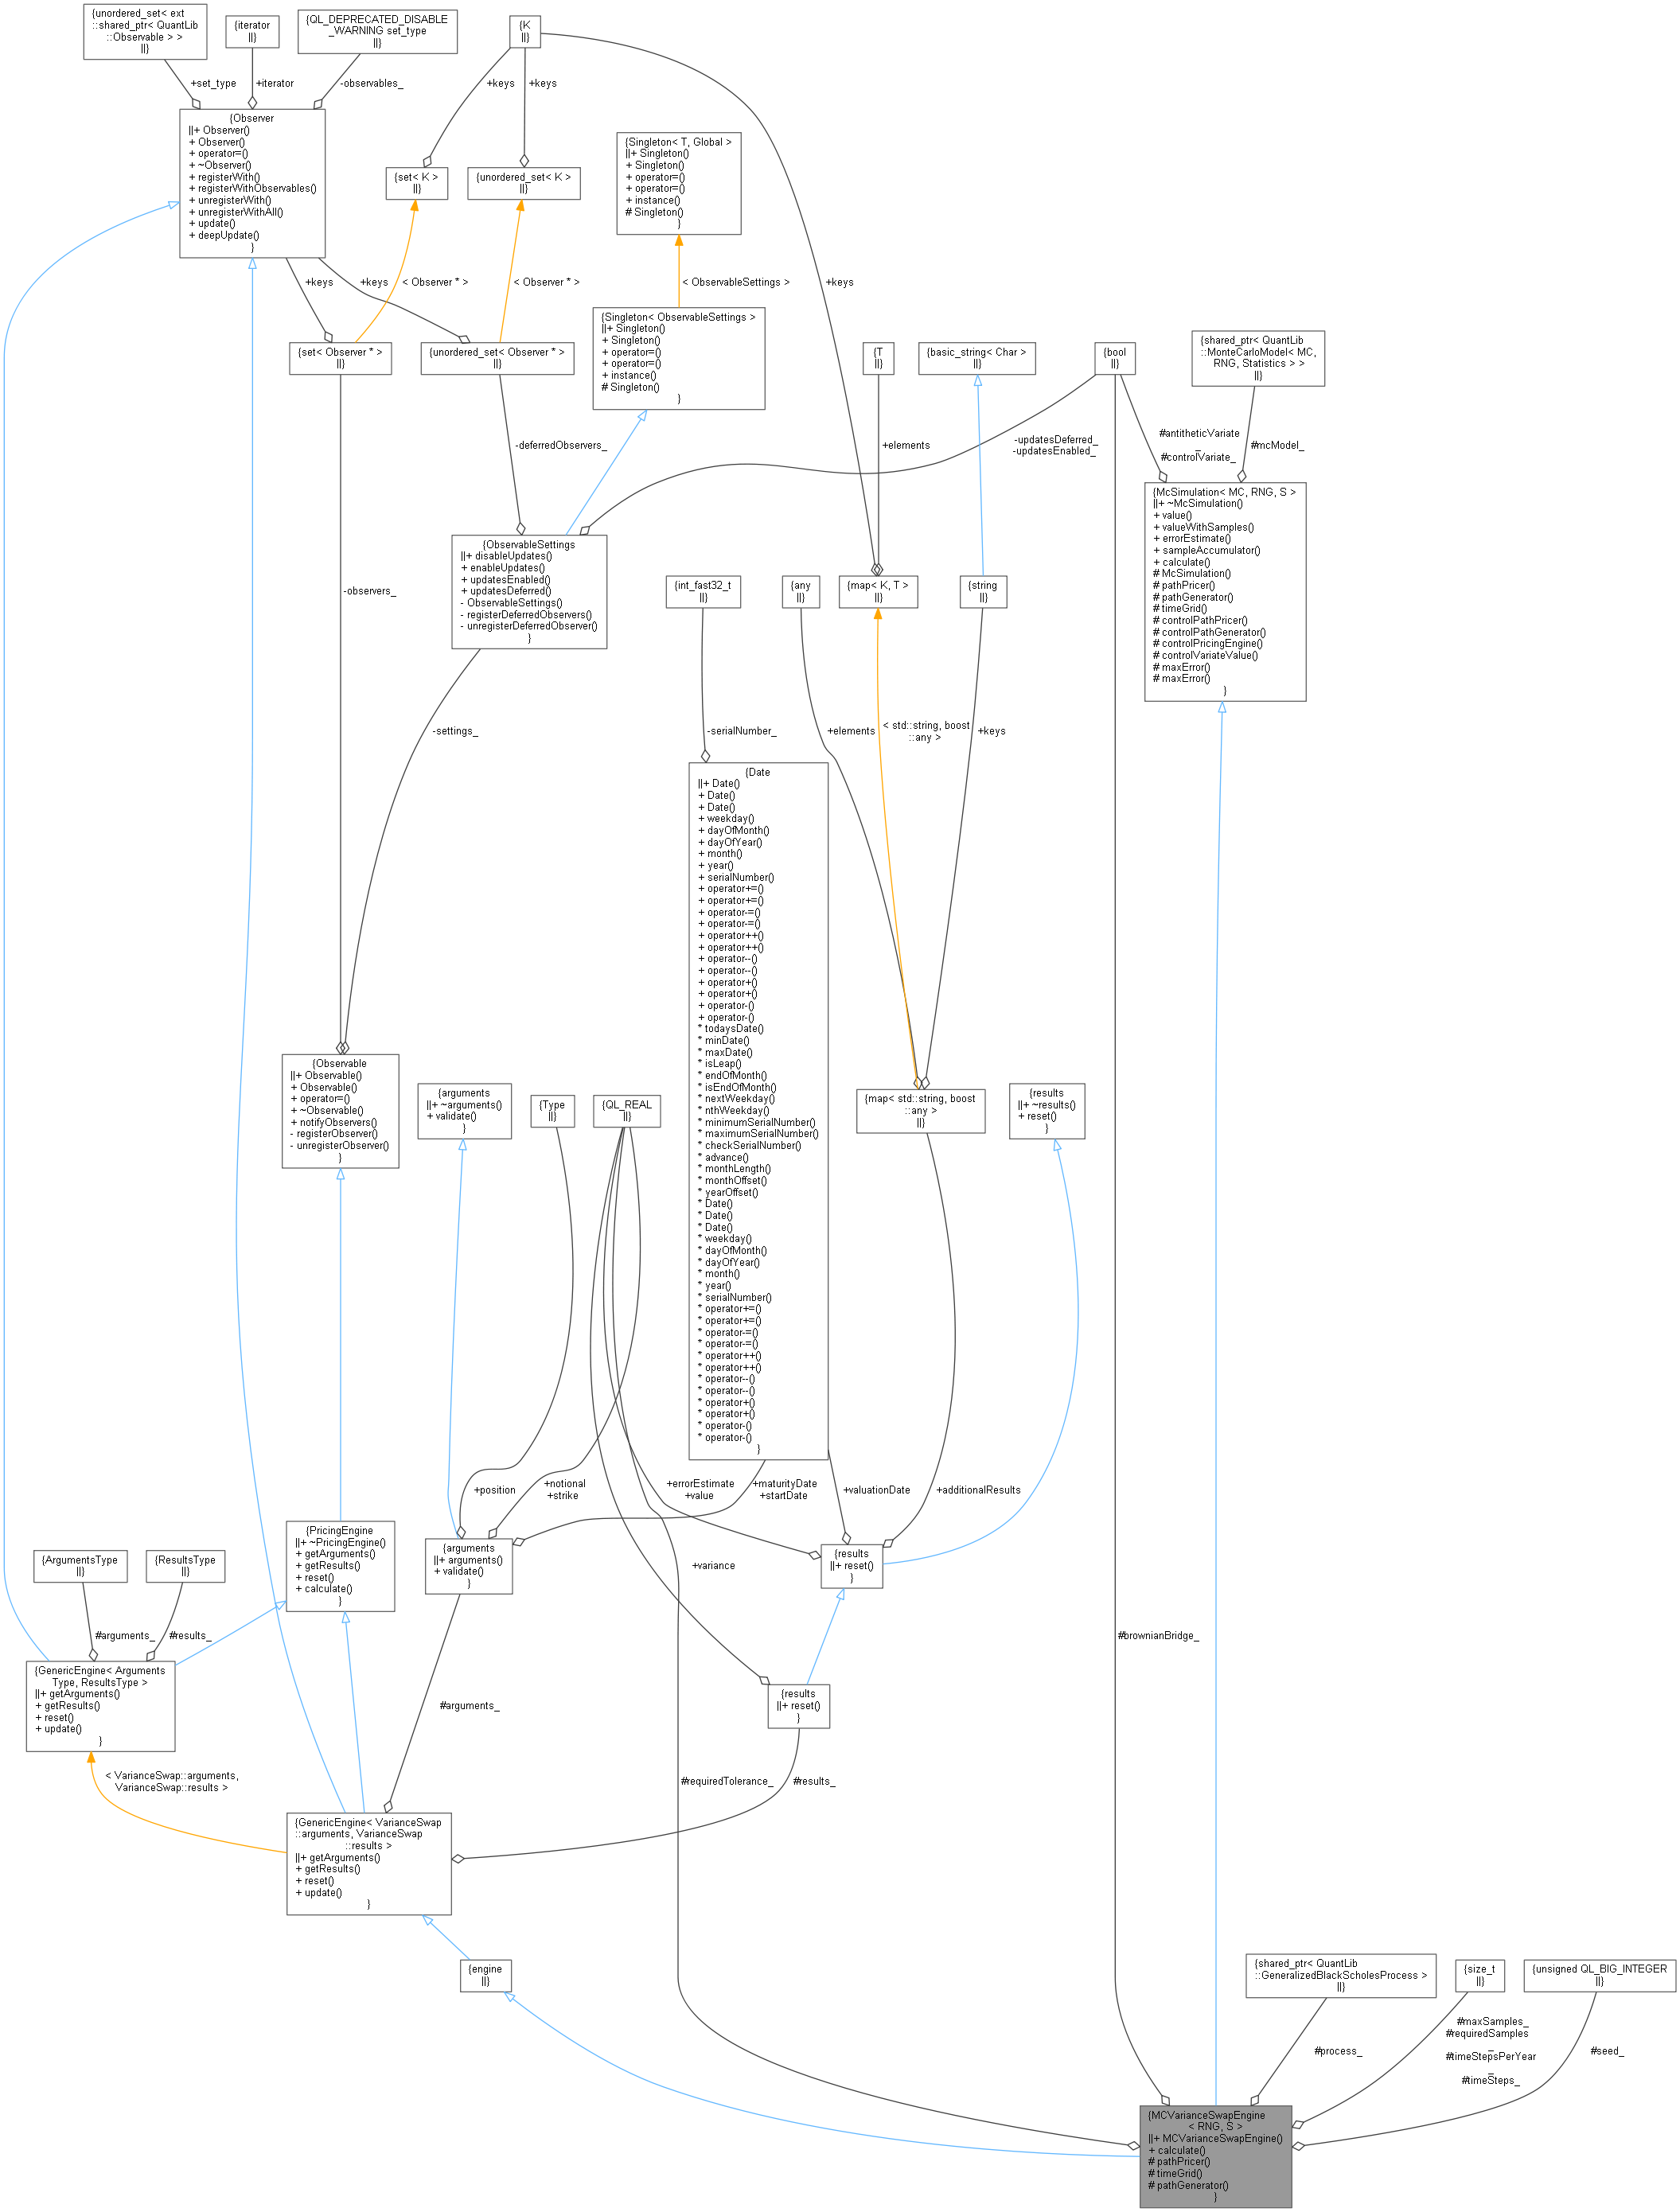 {unordered_set< ext
::shared_ptr< QuantLib
::Observable > >
||}
{iterator
||}
{QL_DEPRECATED_DISABLE
_WARNING set_type
||}
{K
||}
+set_type
+iterator
-observables_
+keys
+keys
{Observer
||+ Observer()
+ Observer()
+ operator=()
+ ~Observer()
+ registerWith()
+ registerWithObservables()
+ unregisterWith()
+ unregisterWithAll()
+ update()
+ deepUpdate()
}
{set< K >
||}
{unordered_set< K >
||}
{Singleton< T, Global >
||+ Singleton()
+ Singleton()
+ operator=()
+ operator=()
+ instance()
# Singleton()
}
+keys
+keys
< Observer * >
< Observer * >
< ObservableSettings >
+keys
{set< Observer * >
||}
{unordered_set< Observer * >
||}
{Singleton< ObservableSettings >
||+ Singleton()
+ Singleton()
+ operator=()
+ operator=()
+ instance()
# Singleton()
}
{T
||}
{basic_string< Char >
||}
{bool
||}
{shared_ptr< QuantLib
::MonteCarloModel< MC,
RNG, Statistics > >
||}
-deferredObservers_
+elements
-updatesDeferred_
-updatesEnabled_
#antitheticVariate
_
#controlVariate_
#mcModel_
{ObservableSettings
||+ disableUpdates()
+ enableUpdates()
+ updatesEnabled()
+ updatesDeferred()
- ObservableSettings()
- registerDeferredObservers()
- unregisterDeferredObserver()
}
{int_fast32_t
||}
{any
||}
{map< K, T >
||}
{string
||}
{McSimulation< MC, RNG, S >
||+ ~McSimulation()
+ value()
+ valueWithSamples()
+ errorEstimate()
+ sampleAccumulator()
+ calculate()
# McSimulation()
# pathPricer()
# pathGenerator()
# timeGrid()
# controlPathPricer()
# controlPathGenerator()
# controlPricingEngine()
# controlVariateValue()
# maxError()
# maxError()
}
-observers_
-settings_
-serialNumber_
+elements
< std::string, boost
::any >
+keys
{Date
||+ Date()
+ Date()
+ Date()
+ weekday()
+ dayOfMonth()
+ dayOfYear()
+ month()
+ year()
+ serialNumber()
+ operator+=()
+ operator+=()
+ operator-=()
+ operator-=()
+ operator++()
+ operator++()
+ operator--()
+ operator--()
+ operator+()
+ operator+()
+ operator-()
+ operator-()
* todaysDate()
* minDate()
* maxDate()
* isLeap()
* endOfMonth()
* isEndOfMonth()
* nextWeekday()
* nthWeekday()
* minimumSerialNumber()
* maximumSerialNumber()
* checkSerialNumber()
* advance()
* monthLength()
* monthOffset()
* yearOffset()
* Date()
* Date()
* Date()
* weekday()
* dayOfMonth()
* dayOfYear()
* month()
* year()
* serialNumber()
* operator+=()
* operator+=()
* operator-=()
* operator-=()
* operator++()
* operator++()
* operator--()
* operator--()
* operator+()
* operator+()
* operator-()
* operator-()
}
{Observable
||+ Observable()
+ Observable()
+ operator=()
+ ~Observable()
+ notifyObservers()
- registerObserver()
- unregisterObserver()
}
{arguments
||+ ~arguments()
+ validate()
}
{Type
||}
{QL_REAL
||}
{map< std::string, boost
::any >
||}
{results
||+ ~results()
+ reset()
}
+position
+notional
+strike
+errorEstimate
+value
+maturityDate
+startDate
+valuationDate
+additionalResults
{PricingEngine
||+ ~PricingEngine()
+ getArguments()
+ getResults()
+ reset()
+ calculate()
}
{arguments
||+ arguments()
+ validate()
}
{results
||+ reset()
}
{ArgumentsType
||}
{ResultsType
||}
+variance
#arguments_
#results_
#brownianBridge_
{GenericEngine< Arguments
Type, ResultsType >
||+ getArguments()
+ getResults()
+ reset()
+ update()
}
{results
||+ reset()
}
#arguments_
< VarianceSwap::arguments,
VarianceSwap::results >
#requiredTolerance_
#results_
{GenericEngine< VarianceSwap
::arguments, VarianceSwap
::results >
||+ getArguments()
+ getResults()
+ reset()
+ update()
}
{engine
||}
{shared_ptr< QuantLib
::GeneralizedBlackScholesProcess >
||}
{size_t
||}
{unsigned QL_BIG_INTEGER
||}
#process_
#maxSamples_
#requiredSamples
_
#timeStepsPerYear
_
#timeSteps_
#seed_
{MCVarianceSwapEngine
< RNG, S >
||+ MCVarianceSwapEngine()
+ calculate()
# pathPricer()
# timeGrid()
# pathGenerator()
}